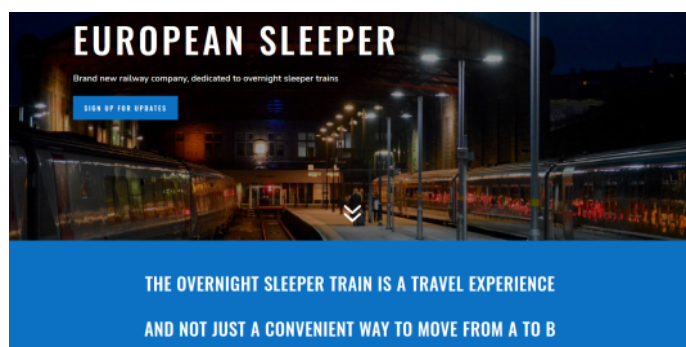 EUROPEAN SLEEPER
Brand new railway company, dedicated to overnight sleeper trains
SIGN UP FOR UPDATES
THE OVERNIGHT SLEEPER TRAIN IS A TRAVEL EXPERIENCE
AND NOT JUST A CONVENIENT WAY TO MOVE FROM A TO B